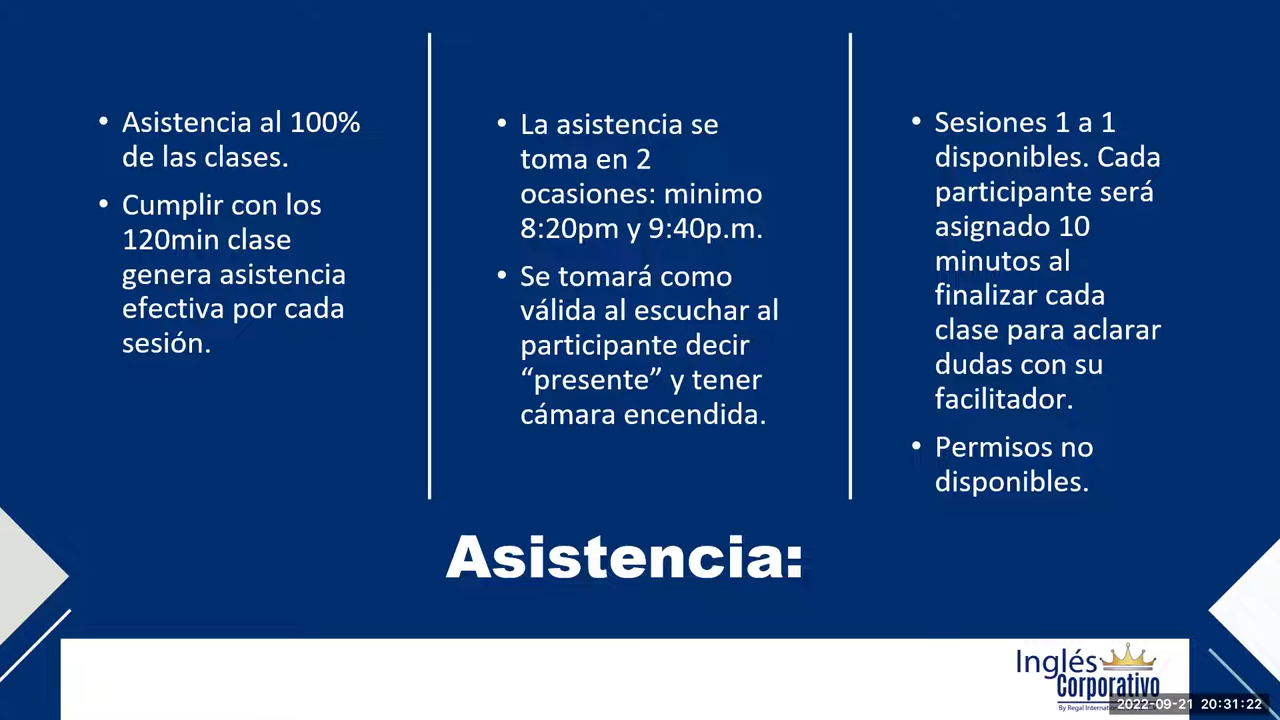 • Asistencia al 100%
de las clases.
• Cumplir con los
120min clase
genera asistencia
efectiva por cada
sesión.
• La asistencia se
toma en 2
ocasiones: minimo
8:20pm y 9:40p.m.
• Se tomará como
válida al escuchar al
participante decir
“presente” y tener
cámara encendida.
• Sesiones 1 a 1
disponibles. Cada
participante será
asignado 10
minutos al
finalizar cada
clase para aclarar
dudas con su
facilitador.
• Permisos no
disponibles.
Asistencia:
Inglés
Corporativo
By Regal
2022-09-21 20:31:22